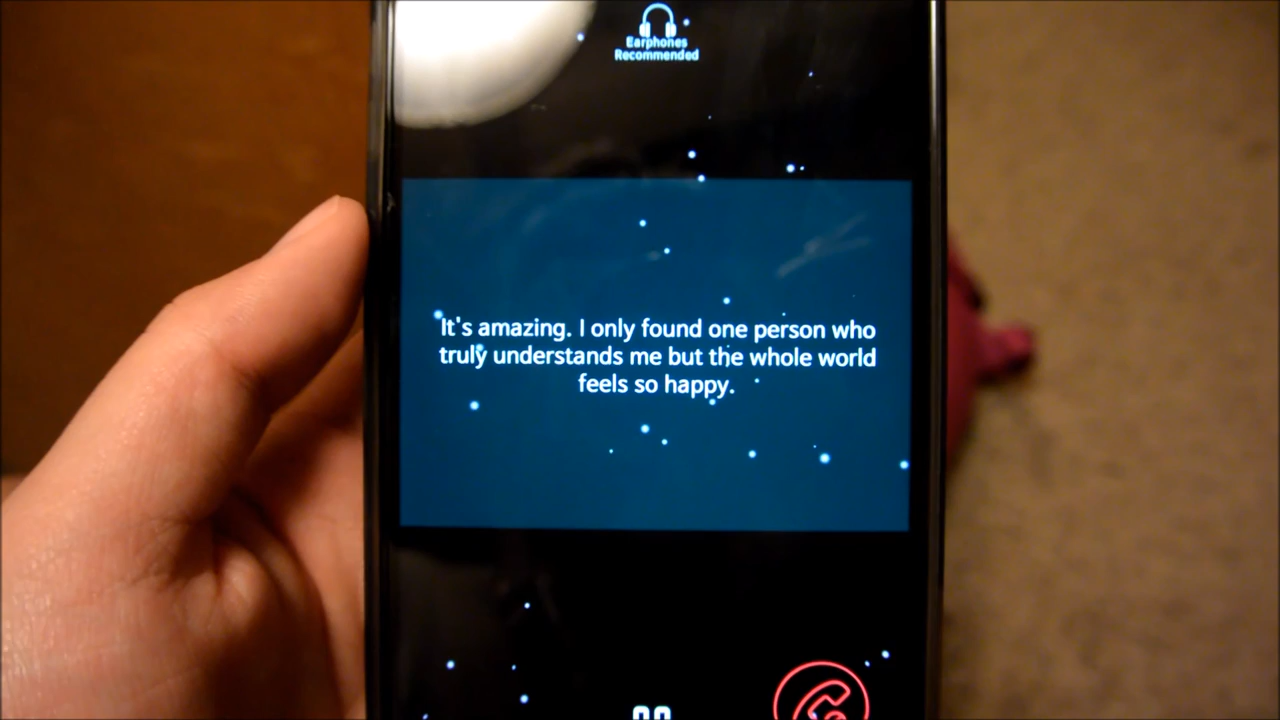 Earphones
Recommended
It's amazing. I only found one person who
truly understands me but the whole world
feels so happy.